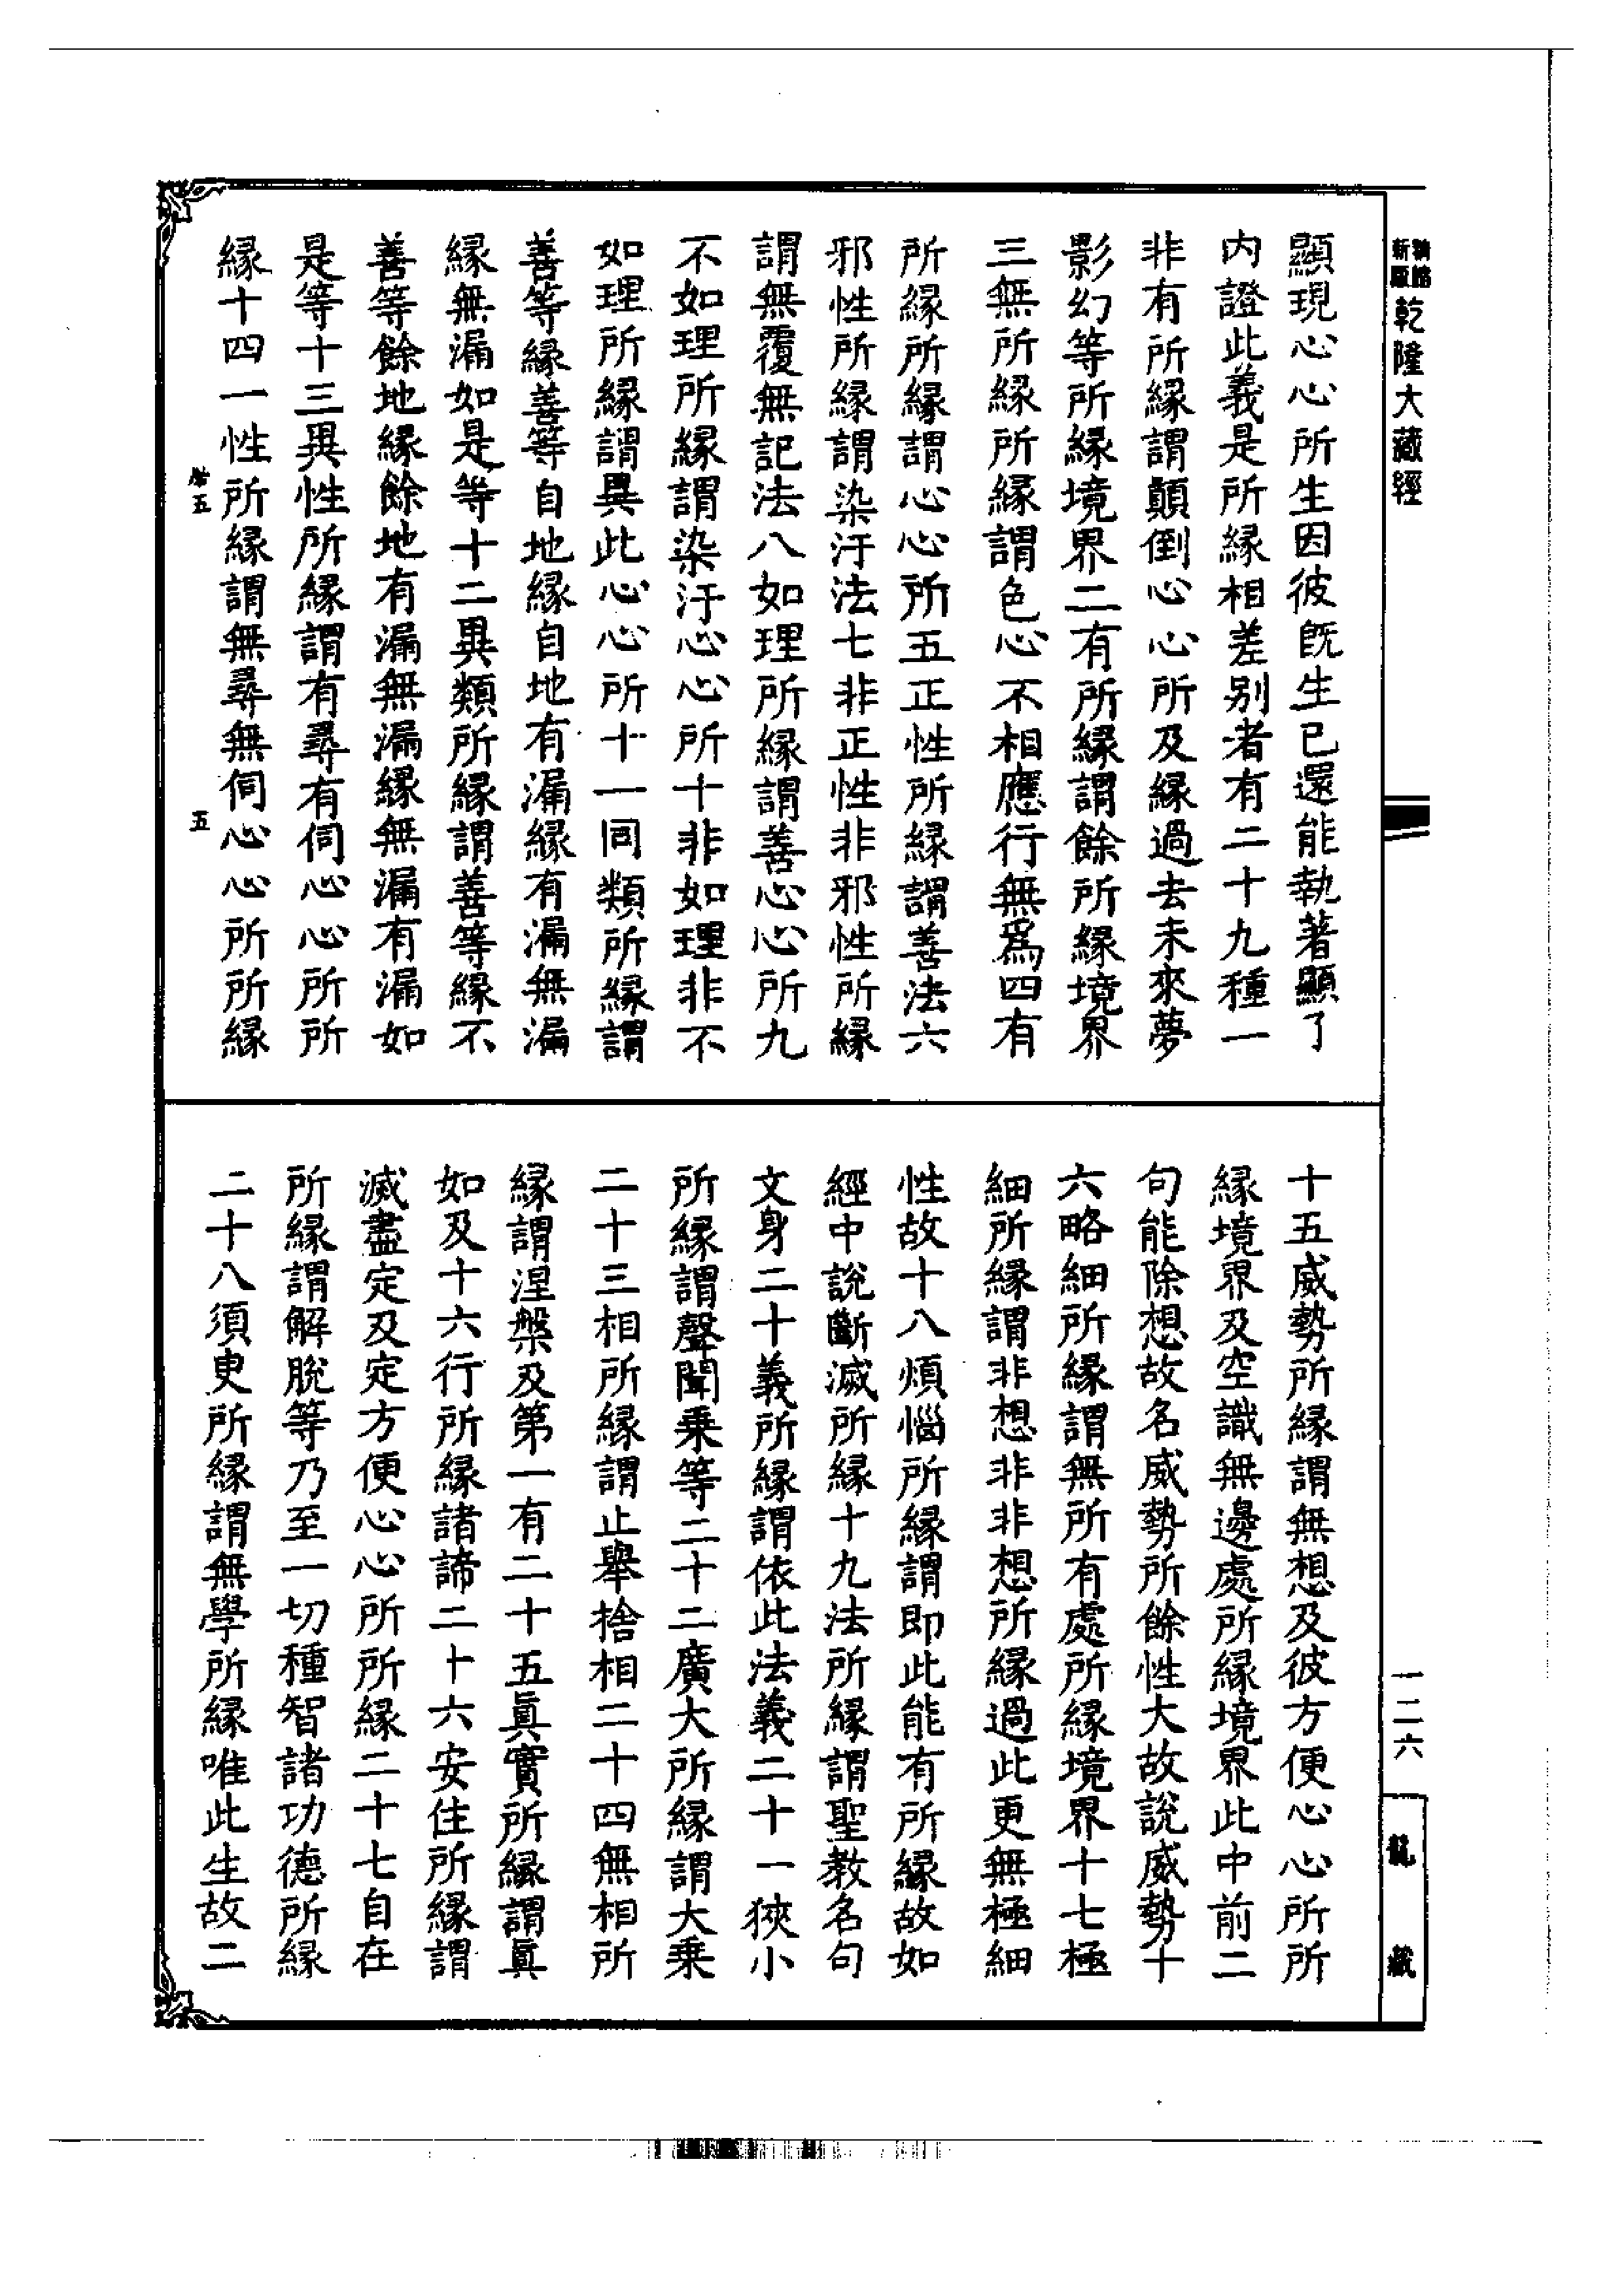 乾隆大藏經
顯現心心所生因彼既生已還能執著顯了
内證此義是所緣相差别者有二十九種一
非有所緣謂顛倒心心所及緣過去未來夢
影幻等所緣境界二有所緣謂餘所緣境界
三無所緣所緣謂色心不相應行無爲四有
所緣所緣謂心心所五正性所緣謂善法六
邪性所緣謂染汙法七非正性非邪性所緣
謂無覆無記法八如理所緣謂善心心所九
不如理所緣謂染汙心心所十非如理非不
如理所緣謂異此心心所十一同類所緣謂
善等緣善等自地緣自地有漏緣有漏無漏
緣無漏如是等十二異類所緣謂善等緣不
善等餘地緣餘地有漏無漏緣無漏有漏如
是等十三異性所緣謂有尋有伺心心所所
緣十四一性所緣謂無尋無伺心心所所緣
五
五
十五威勢所緣謂無想及彼方便心心所所
緣境界及空識無邊處所緣境界此中前二
句能除想故名威勢所餘性大故說威勢十
六略細所緣謂無所有處所緣境界十七極
細所緣謂非想非非想所緣過此更無極細
性故十八煩惱所緣謂即此能有所緣故如
經中說斷滅所緣十九法所緣謂聖教名句
文身二十義所緣謂依此法義二十一狹小
所緣謂聲聞乘等二十二廣大所緣謂大乘
二十三相所緣謂止舉捨相二十四無相所
緣謂涅槃及第一有二十五眞實所緣謂眞
如及十六行所緣諸諦二十六安住所緣謂
滅盡定及定方便心心所所緣二十七自在
所緣謂解脫等乃至一切種智諸功德所緣
二十八須臾所緣謂無學所緣唯此生故二
一二六
龍藏